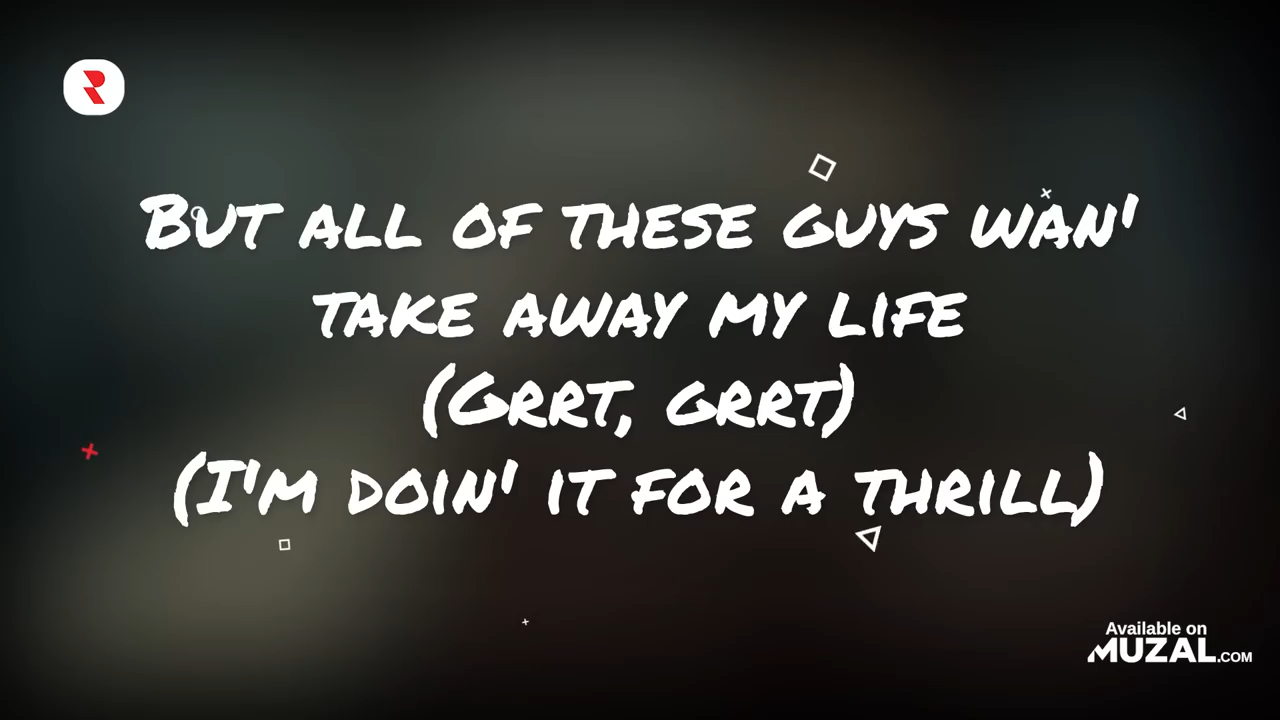 But all of these guys wan'
take away my life
(Grrt, grrt)
(I'm doin' it for a thrill)
Available on
MUZAL.COM